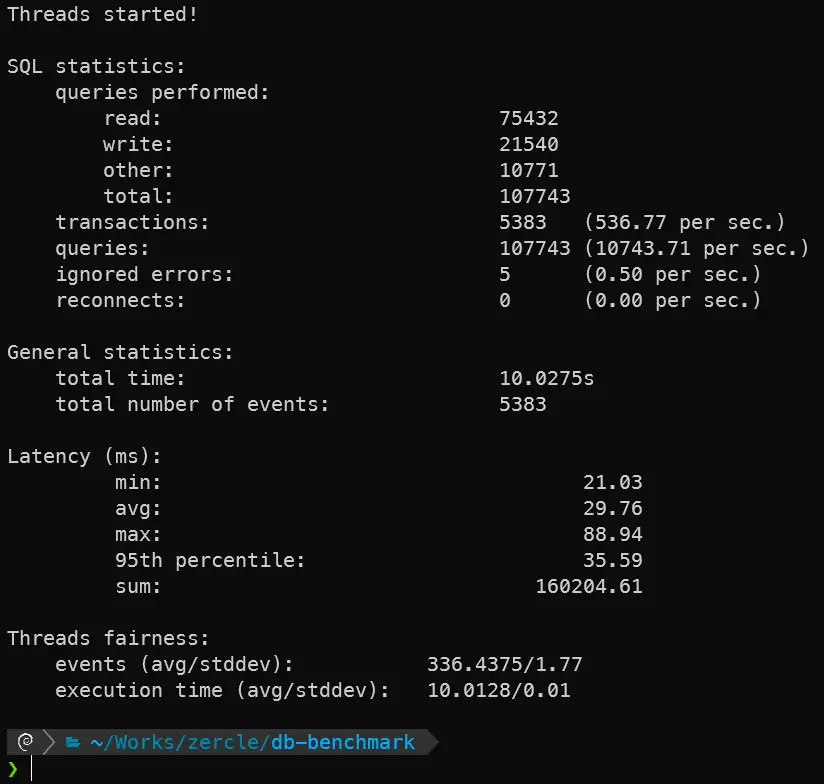 Threads started!
SQL statistics:
queries performed:
read: 75432
write: 21540
other: 10771
total: 107743
transactions: 5383 (536.77 per sec.)
queries: 107743 (10743.71 per sec.)
ignored errors: 5 (0.50 per sec.)
reconnects: 0 (0.00 per sec.)
General statistics:
total time: 10.0275s
total number of events: 5383
Latency (ms):
min: 21.03
avg: 29.76
max: 88.94
95th percentile: 35.59
sum: 160204.61
Threads fairness:
events (avg/stddev): 336.4375/1.77
execution time (avg/stddev): 10.0128/0.01
~/Works/zercle/db-benchmark
❯